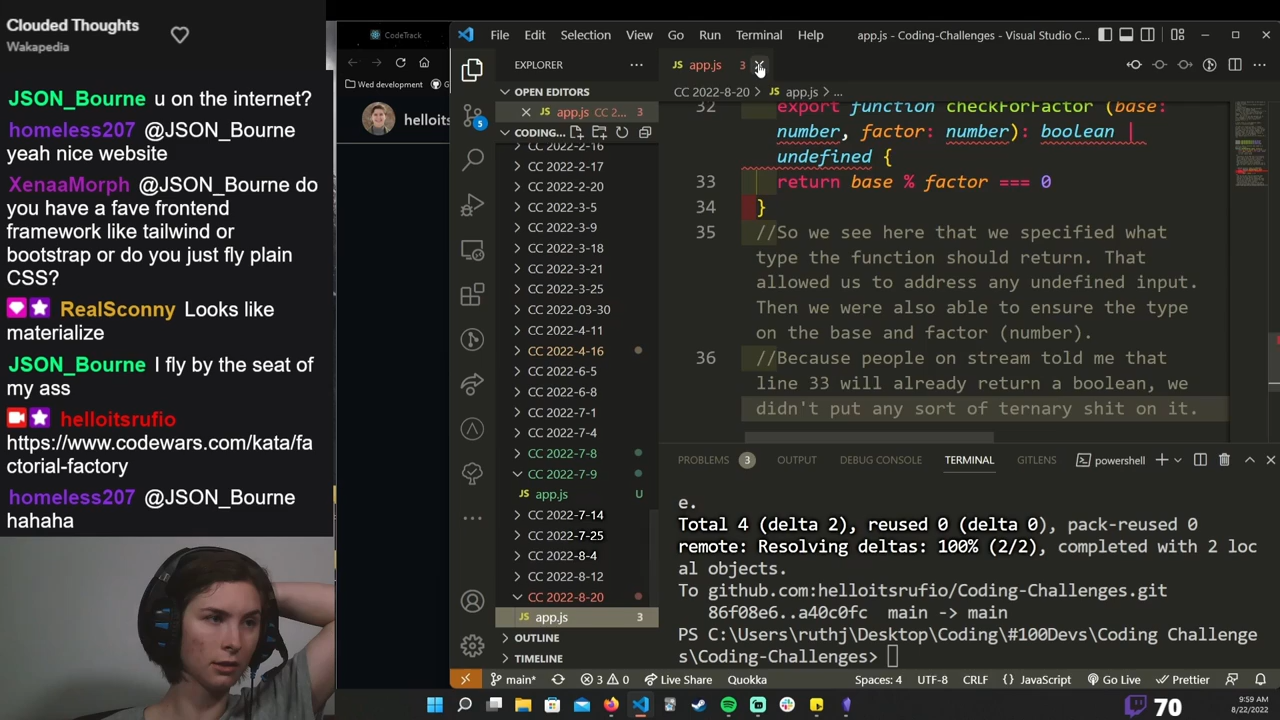 Clouded Thoughts
Wakapedia
JSON_Bourne u on the internet?
homeless207 @JSON_Bourne
yeah nice website
XenaaMorph @JSON_Bourne do
you have a fave frontend
framework like tailwind or
bootstrap or do you just fly plain
CSS?
RealSconny Looks like
materialize
JSON_Bourne I fly by the seat of
my ass
helloitsrufio
https://www.codewars.com/kata/fa
ctorial-factory
homeless207 @JSON_Bourne
hahaha
CodeTrack
Wed development
helloits
File Edit Selection View Go Run Terminal Help
app.js - Coding-Challenges - Visual Studio C...
EXPLORER
OPEN EDITORS
app.js CC 2... 3
CODING...
CC 2022-2-16
CC 2022-2-17
CC 2022-2-20
CC 2022-3-5
CC 2022-3-9
CC 2022-3-18
CC 2022-3-21
CC 2022-3-25
CC 2022-03-30
CC 2022-4-11
CC 2022-4-16
CC 2022-6-5
CC 2022-6-8
CC 2022-7-1
CC 2022-7-4
CC 2022-7-8
CC 2022-7-9
app.js U
CC 2022-7-14
CC 2022-7-25
CC 2022-8-4
CC 2022-8-12
CC 2022-8-20
app.js 3
OUTLINE
TIMELINE
5
JS app.js 3
CC 2022-8-20 > JS app.js > ...
32 export function checkForFactor (base:
number, factor: number): boolean |
undefined {
33 return base % factor === 0
34 }
35 //So we see here that we specified what
type the function should return. That
allowed us to address any undefined input.
Then we were also able to ensure the type
on the base and factor (number).
36 //Because people on stream told me that
line 33 will already return a boolean, we
didn't put any sort of ternary shit on it.
PROBLEMS 3 OUTPUT DEBUG CONSOLE TERMINAL GITLENS powershell
e.
Total 4 (delta 2), reused 0 (delta 0), pack-reused 0
remote: Resolving deltas: 100% (2/2), completed with 2 loc
al objects.
To github.com:helloitsrufio/Coding-Challenges.git
86f08e6..a40c0fc main -> main
PS C:\Users\ruthj\Desktop\Coding\#100Devs\Coding Challenge
s\Coding-Challenges>
main* 3 0 Live Share Quokka Spaces: 4 UTF-8 CRLF JavaScript Go Live Prettier
70
9:59 AM
8/22/2022